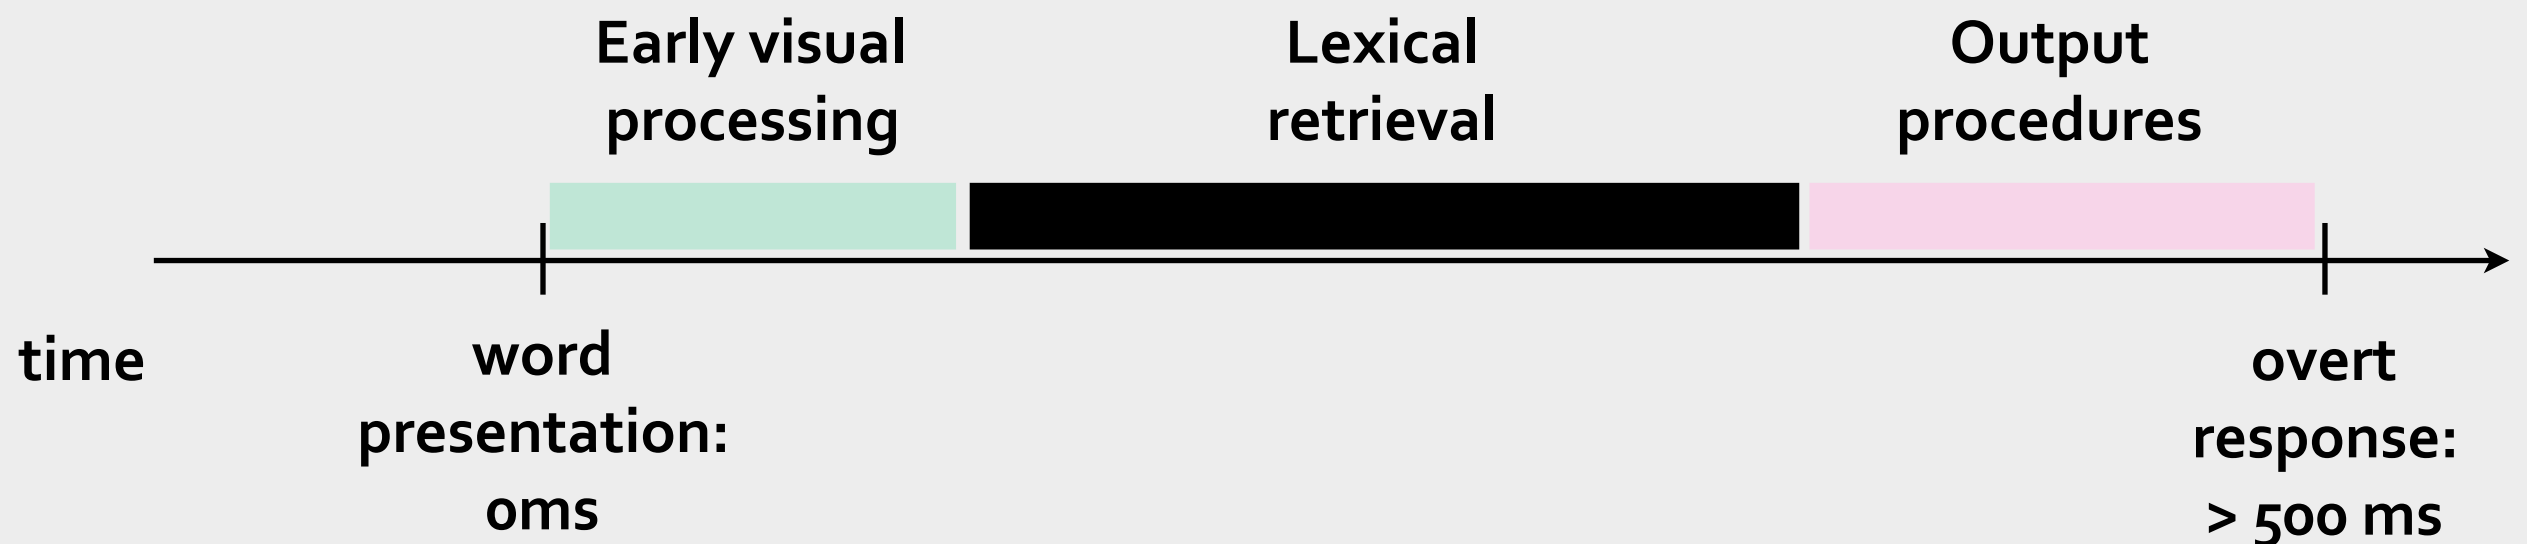 Early visual
processing
Lexical
retrieval
Output
procedures
time
word
presentation:
0ms
overt
response:
> 500 ms